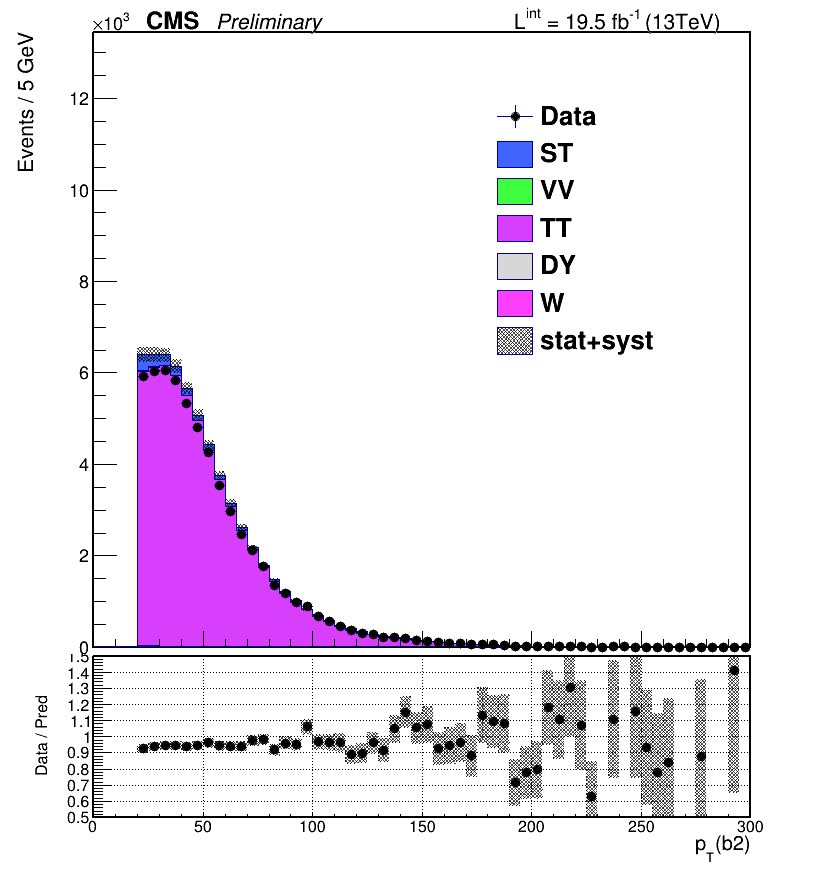 ×10³ CMS Preliminary L^int = 19.5 fb⁻¹ (13TeV)
Events / 5 GeV
12
10
8
6
4
2
0
Data
ST
VV
TT
DY
W
stat+syst
Data / Pred
1.5
1.4
1.3
1.2
1.1
1
0.9
0.8
0.7
0.6
0.5
0 50 100 150 200 250 300
p_T(b2)